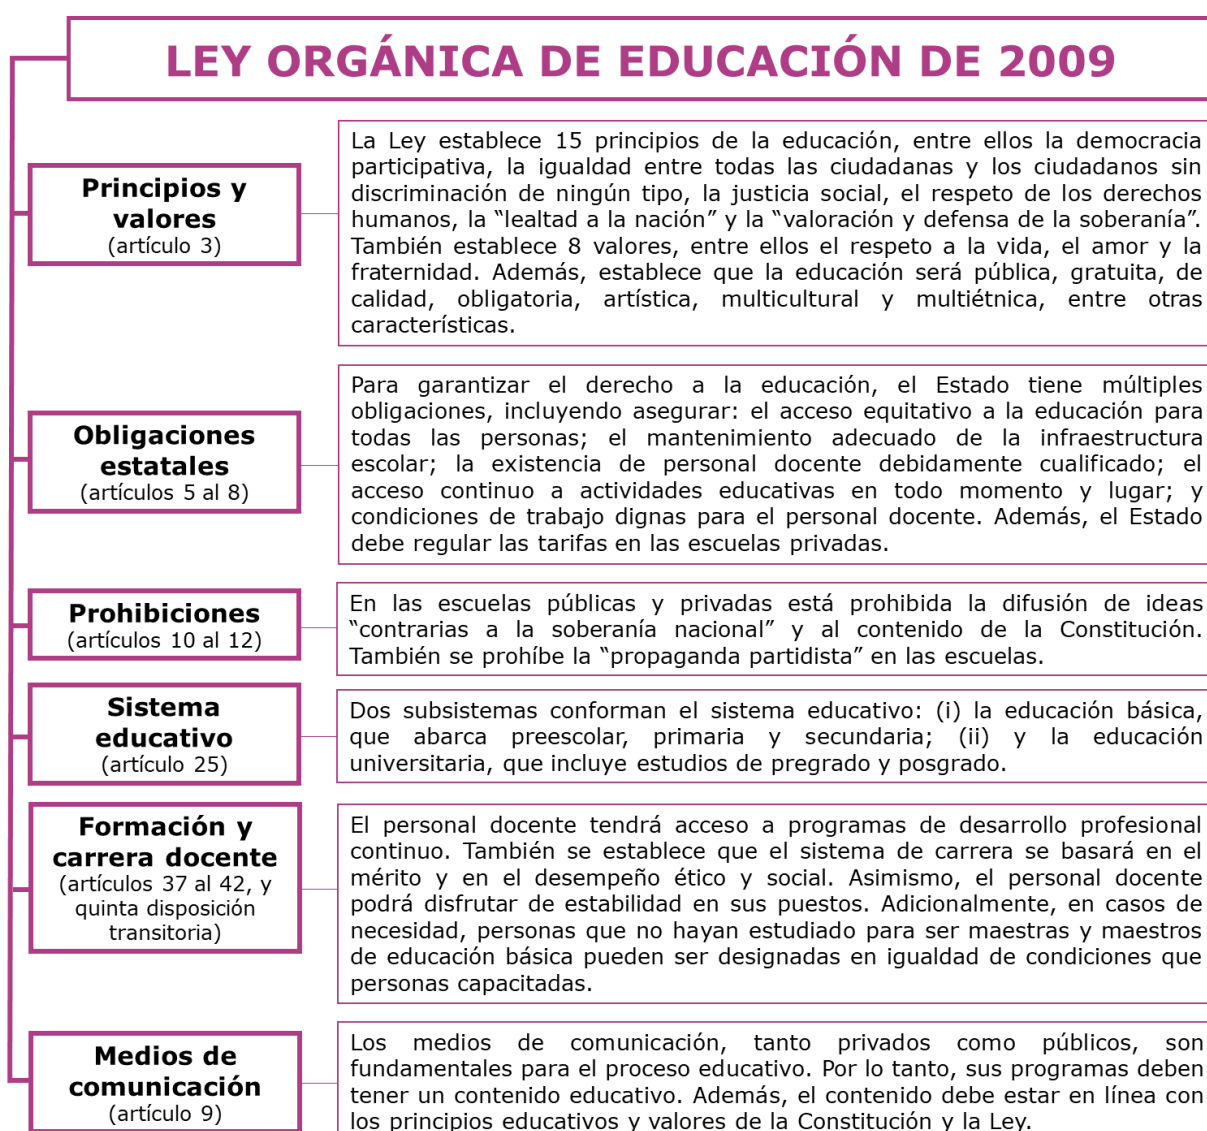 LEY ORGÁNICA DE EDUCACIÓN DE 2009
Principios y
valores
(artículo 3)
La Ley establece 15 principios de la educación, entre ellos la democracia
participativa, la igualdad entre todas las ciudadanas y los ciudadanos sin
discriminación de ningún tipo, la justicia social, el respeto de los derechos
humanos, la “lealtad a la nación” y la “valoración y defensa de la soberanía”.
También establece 8 valores, entre ellos el respeto a la vida, el amor y la
fraternidad. Además, establece que la educación será pública, gratuita, de
calidad, obligatoria, artística, multicultural y multiétnica, entre otras
características.
Obligaciones
estatales
(artículos 5 al 8)
Para garantizar el derecho a la educación, el Estado tiene múltiples
obligaciones, incluyendo asegurar: el acceso equitativo a la educación para
todas las personas; el mantenimiento adecuado de la infraestructura
escolar; la existencia de personal docente debidamente cualificado; el
acceso continuo a actividades educativas en todo momento y lugar; y
condiciones de trabajo dignas para el personal docente. Además, el Estado
debe regular las tarifas en las escuelas privadas.
Prohibiciones
(artículos 10 al 12)
En las escuelas públicas y privadas está prohibida la difusión de ideas
“contrarias a la soberanía nacional” y al contenido de la Constitución.
También se prohíbe la “propaganda partidista” en las escuelas.
Sistema
educativo
(artículo 25)
Dos subsistemas conforman el sistema educativo: (i) la educación básica,
que abarca preescolar, primaria y secundaria; (ii) y la educación
universitaria, que incluye estudios de pregrado y posgrado.
Formación y
carrera docente
(artículos 37 al 42, y
quinta disposición
transitoria)
El personal docente tendrá acceso a programas de desarrollo profesional
continuo. También se establece que el sistema de carrera se basará en el
mérito y en el desempeño ético y social. Asimismo, el personal docente
podrá disfrutar de estabilidad en sus puestos. Adicionalmente, en casos de
necesidad, personas que no hayan estudiado para ser maestras y maestros
de educación básica pueden ser designadas en igualdad de condiciones que
personas capacitadas.
Medios de
comunicación
(artículo 9)
Los medios de comunicación, tanto privados como públicos, son
fundamentales para el proceso educativo. Por lo tanto, sus programas deben
tener un contenido educativo. Además, el contenido debe estar en línea con
los principios educativos y valores de la Constitución y la Ley.